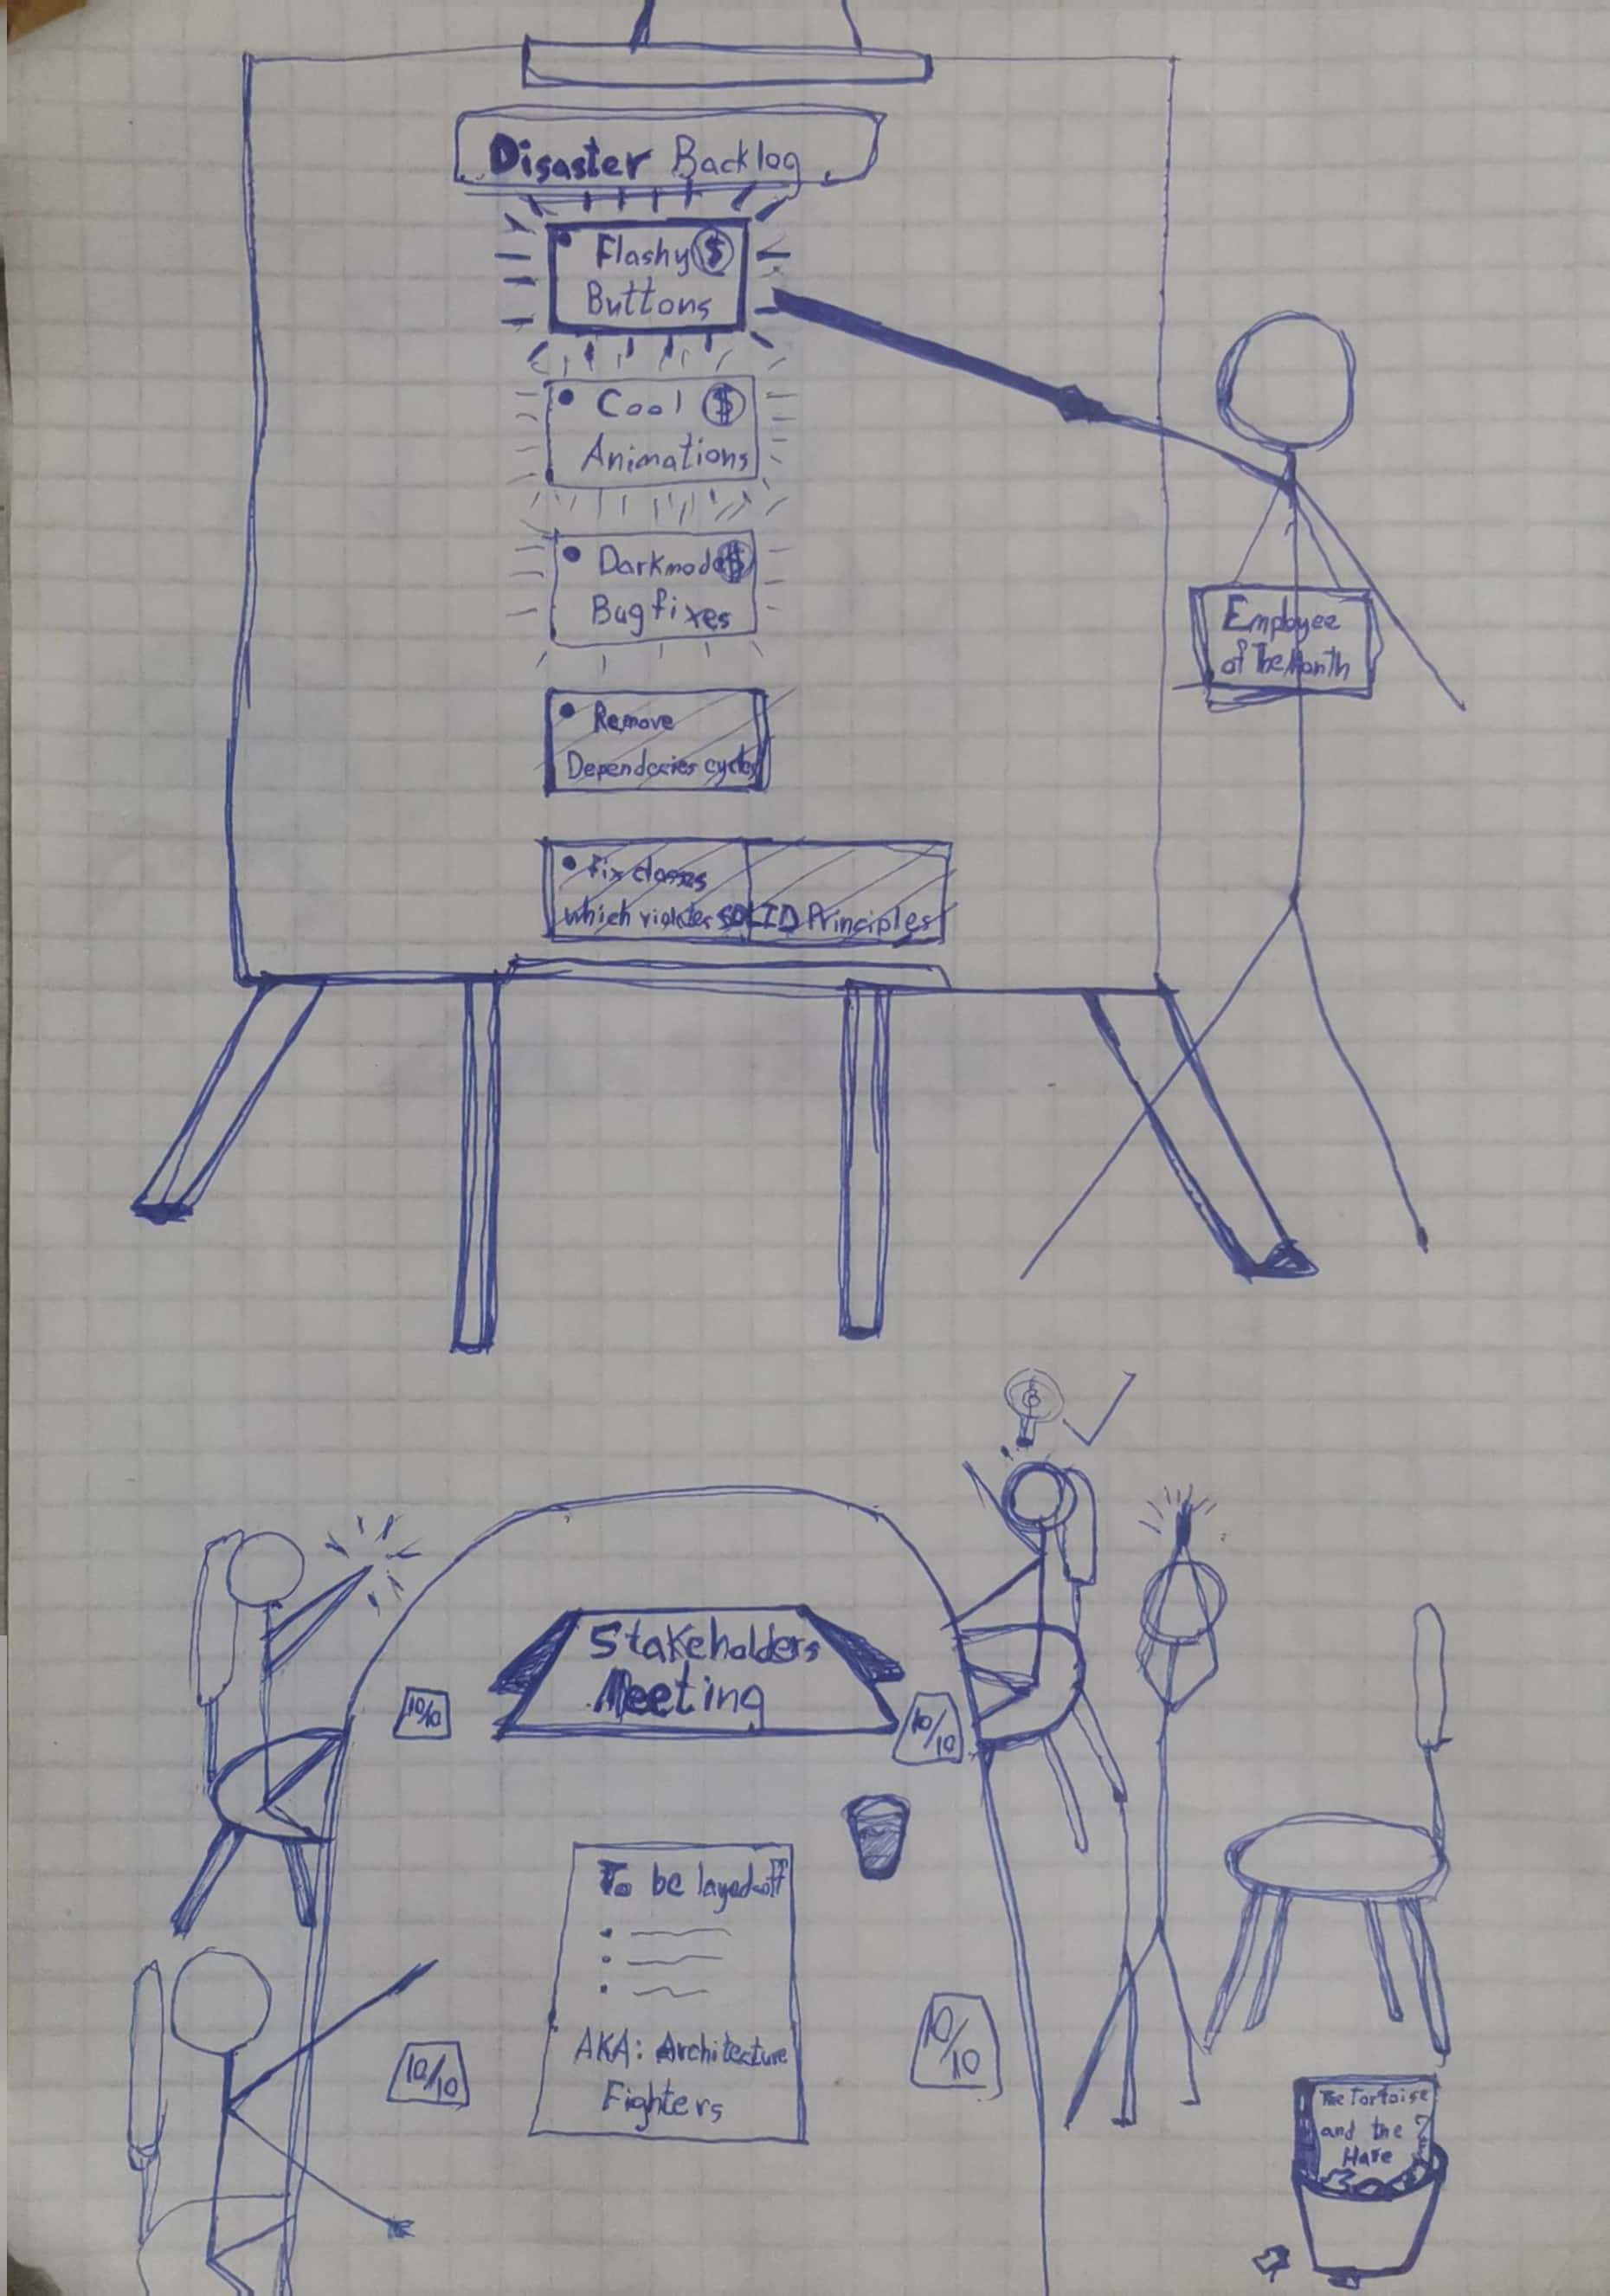 Disaster Backlog
• Flashy $
Buttons
• Cool $
Animations
• Darkmode $
Bugfixes
• Remove
Dependecies cycles
• Fix classes
which violates SOLID Principles
Employee
of The Month
Stakeholders
Meeting
10/10
10/10
To be layed-off
AKA: Architecture
Fighters
10/10
10/10
The Tortoise
and the
Hare